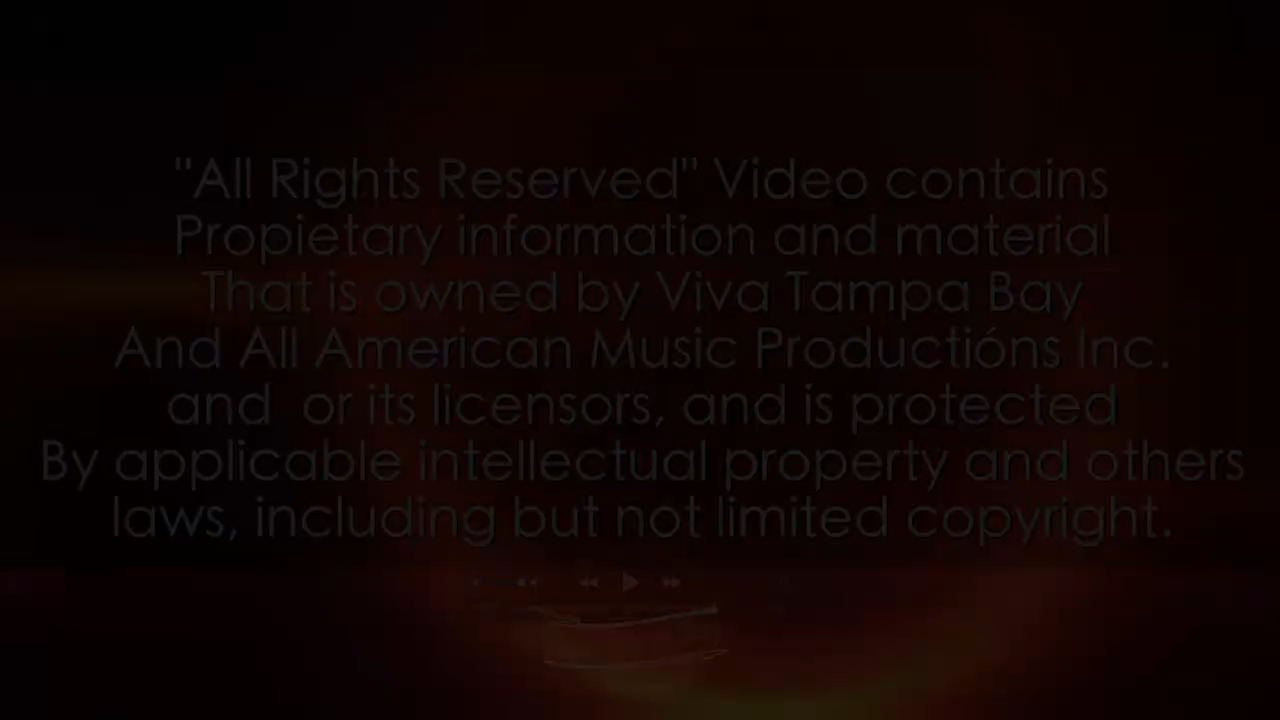 "All Rights Reserved" Video contains
Propietary information and material
That is owned by Viva Tampa Bay
And All American Music Productións Inc.
and  or its licensors, and is protected
By applicable intellectual property and others
laws, including but not limited copyright.